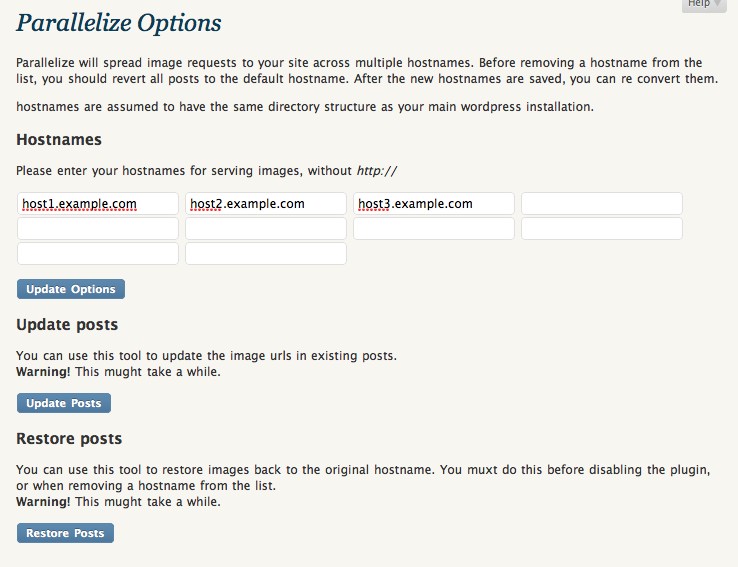 Help
Parallelize Options
Parallelize will spread image requests to your site across multiple hostnames. Before removing a hostname from the
list, you should revert all posts to the default hostname. After the new hostnames are saved, you can re convert them.
hostnames are assumed to have the same directory structure as your main wordpress installation.
Hostnames
Please enter your hostnames for serving images, without http://
host1.example.com host2.example.com host3.example.com
Update Options
Update posts
You can use this tool to update the image urls in existing posts.
Warning! This mught take a while.
Update Posts
Restore posts
You can use this tool to restore images back to the original hostname. You muxt do this before disabling the plugin,
or when removing a hostname from the list.
Warning! This mught take a while.
Restore Posts